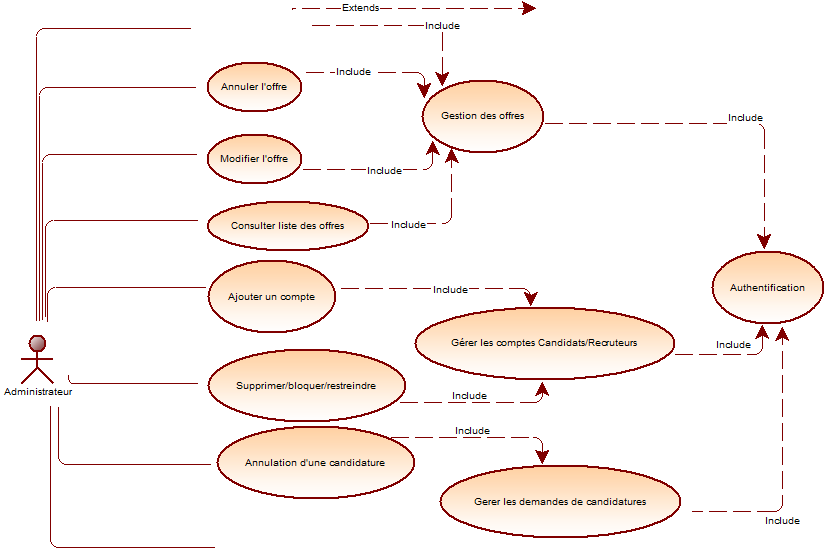 Extends
Include
Include
Annuler l'offre
Gestion des offres
Include
Modifier l'offre
Include
Consulter liste des offres
Include
Ajouter un compte
Include
Authentification
Gérer les comptes Candidats/Recruteurs
Include
Administrateur
Supprimer/bloquer/restreindre
Include
Include
Annulation d'une candidature
Gerer les demandes de candidatures
Include